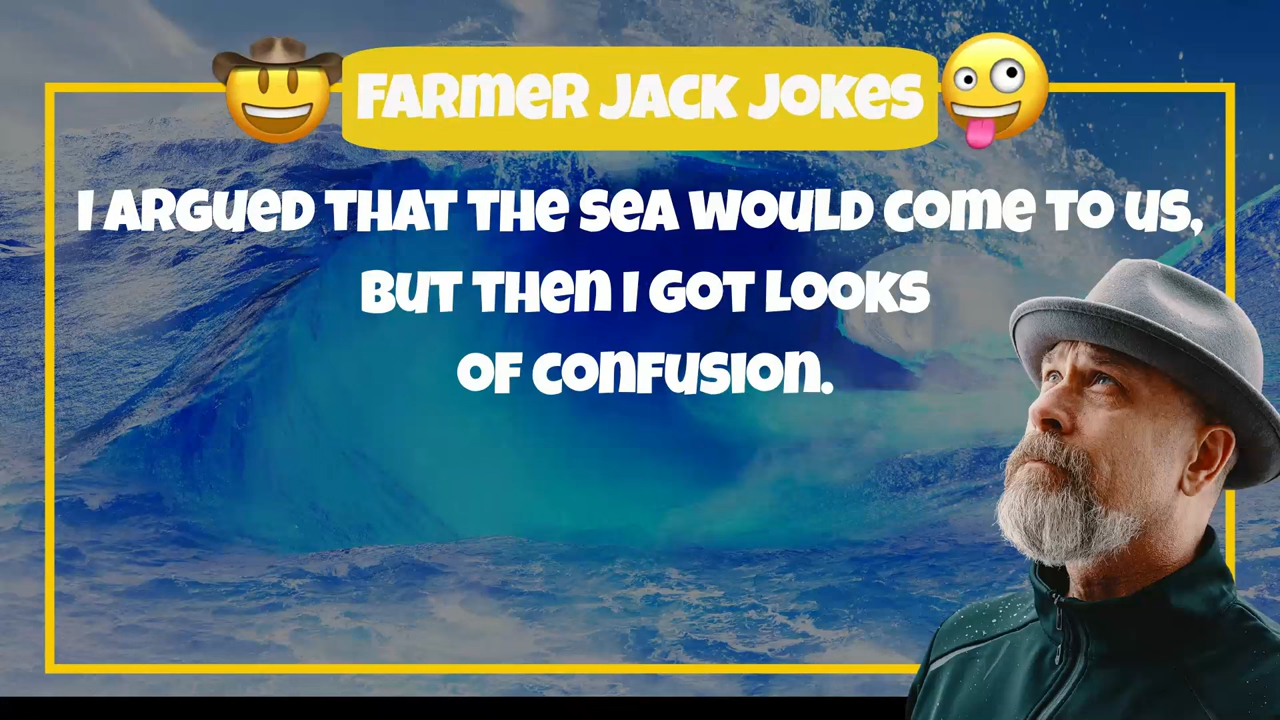 FARMER JACK JOKES
I ARGUED THAT THE SEA WOULD COME TO US,
BUT THEN I GOT LOOKS
OF CONFUSION.